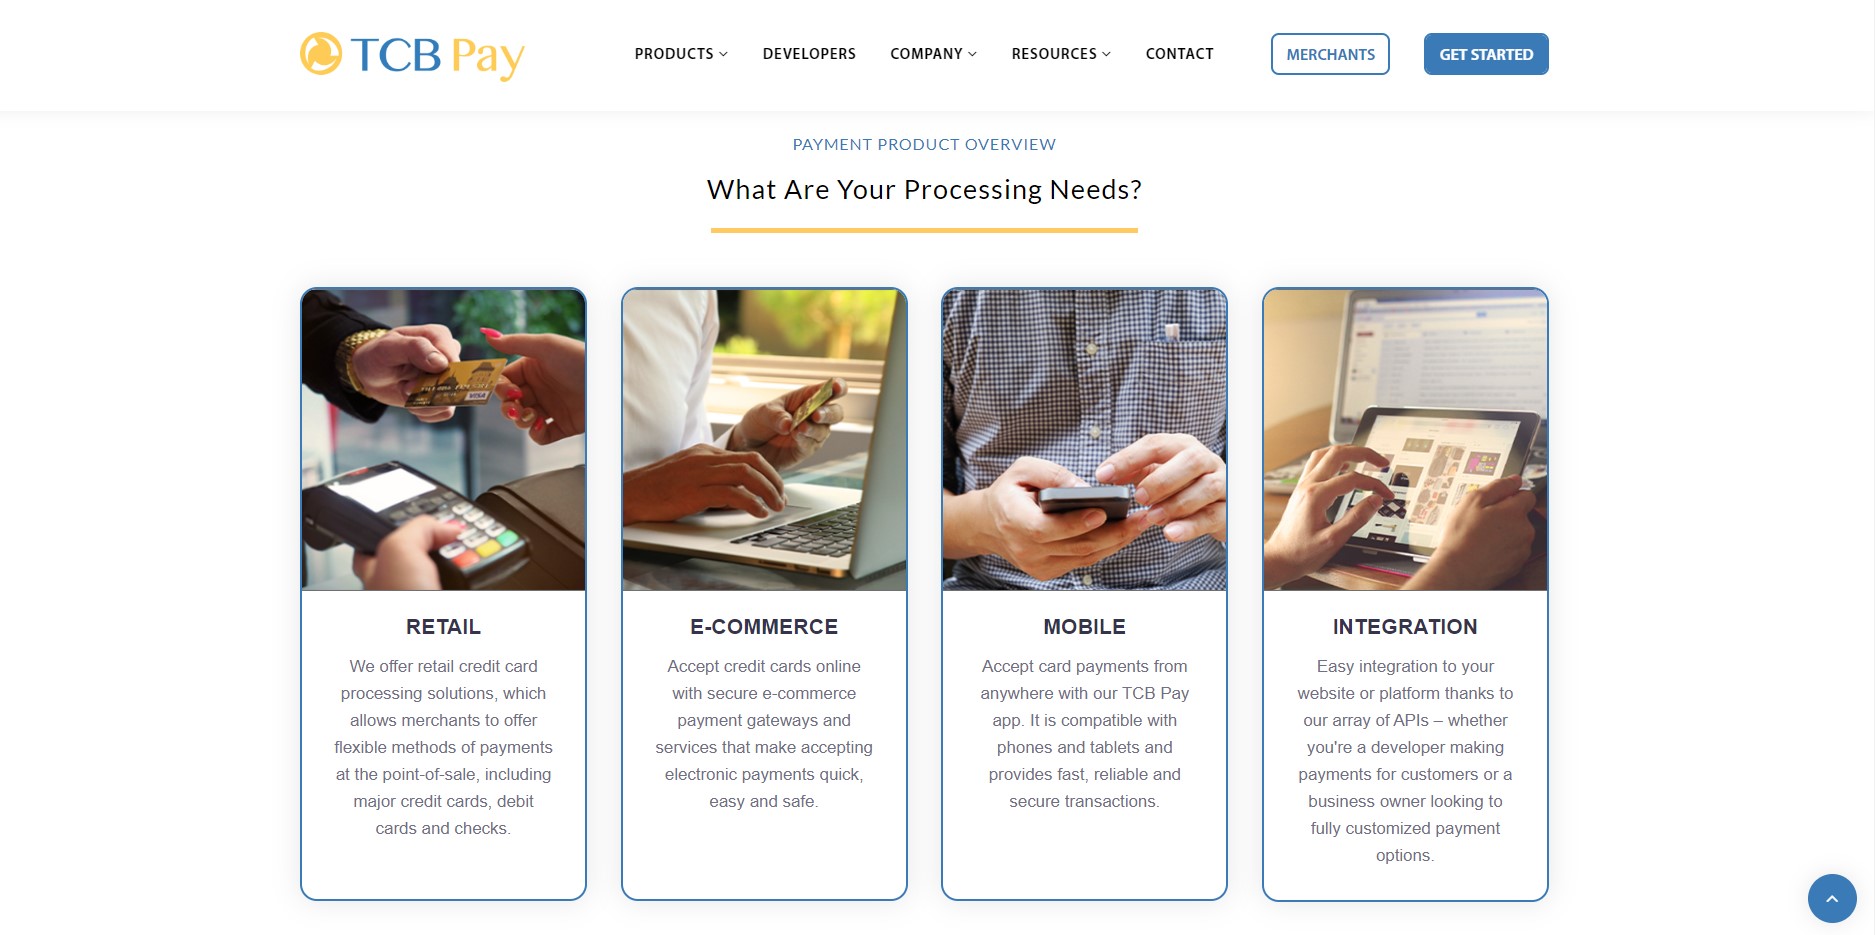 TCB Pay
PRODUCTS
DEVELOPERS
COMPANY
RESOURCES
CONTACT
MERCHANTS
GET STARTED
PAYMENT PRODUCT OVERVIEW
What Are Your Processing Needs?
VISA
RETAIL
We offer retail credit card
processing solutions, which
allows merchants to offer
flexible methods of payments
at the point-of-sale, including
major credit cards, debit
cards and checks.
E-COMMERCE
Accept credit cards online
with secure e-commerce
payment gateways and
services that make accepting
electronic payments quick,
easy and safe.
MOBILE
Accept card payments from
anywhere with our TCB Pay
app. It is compatible with
phones and tablets and
provides fast, reliable and
secure transactions.
INTEGRATION
Easy integration to your
website or platform thanks to
our array of APIs – whether
you're a developer making
payments for customers or a
business owner looking to
fully customized payment
options.